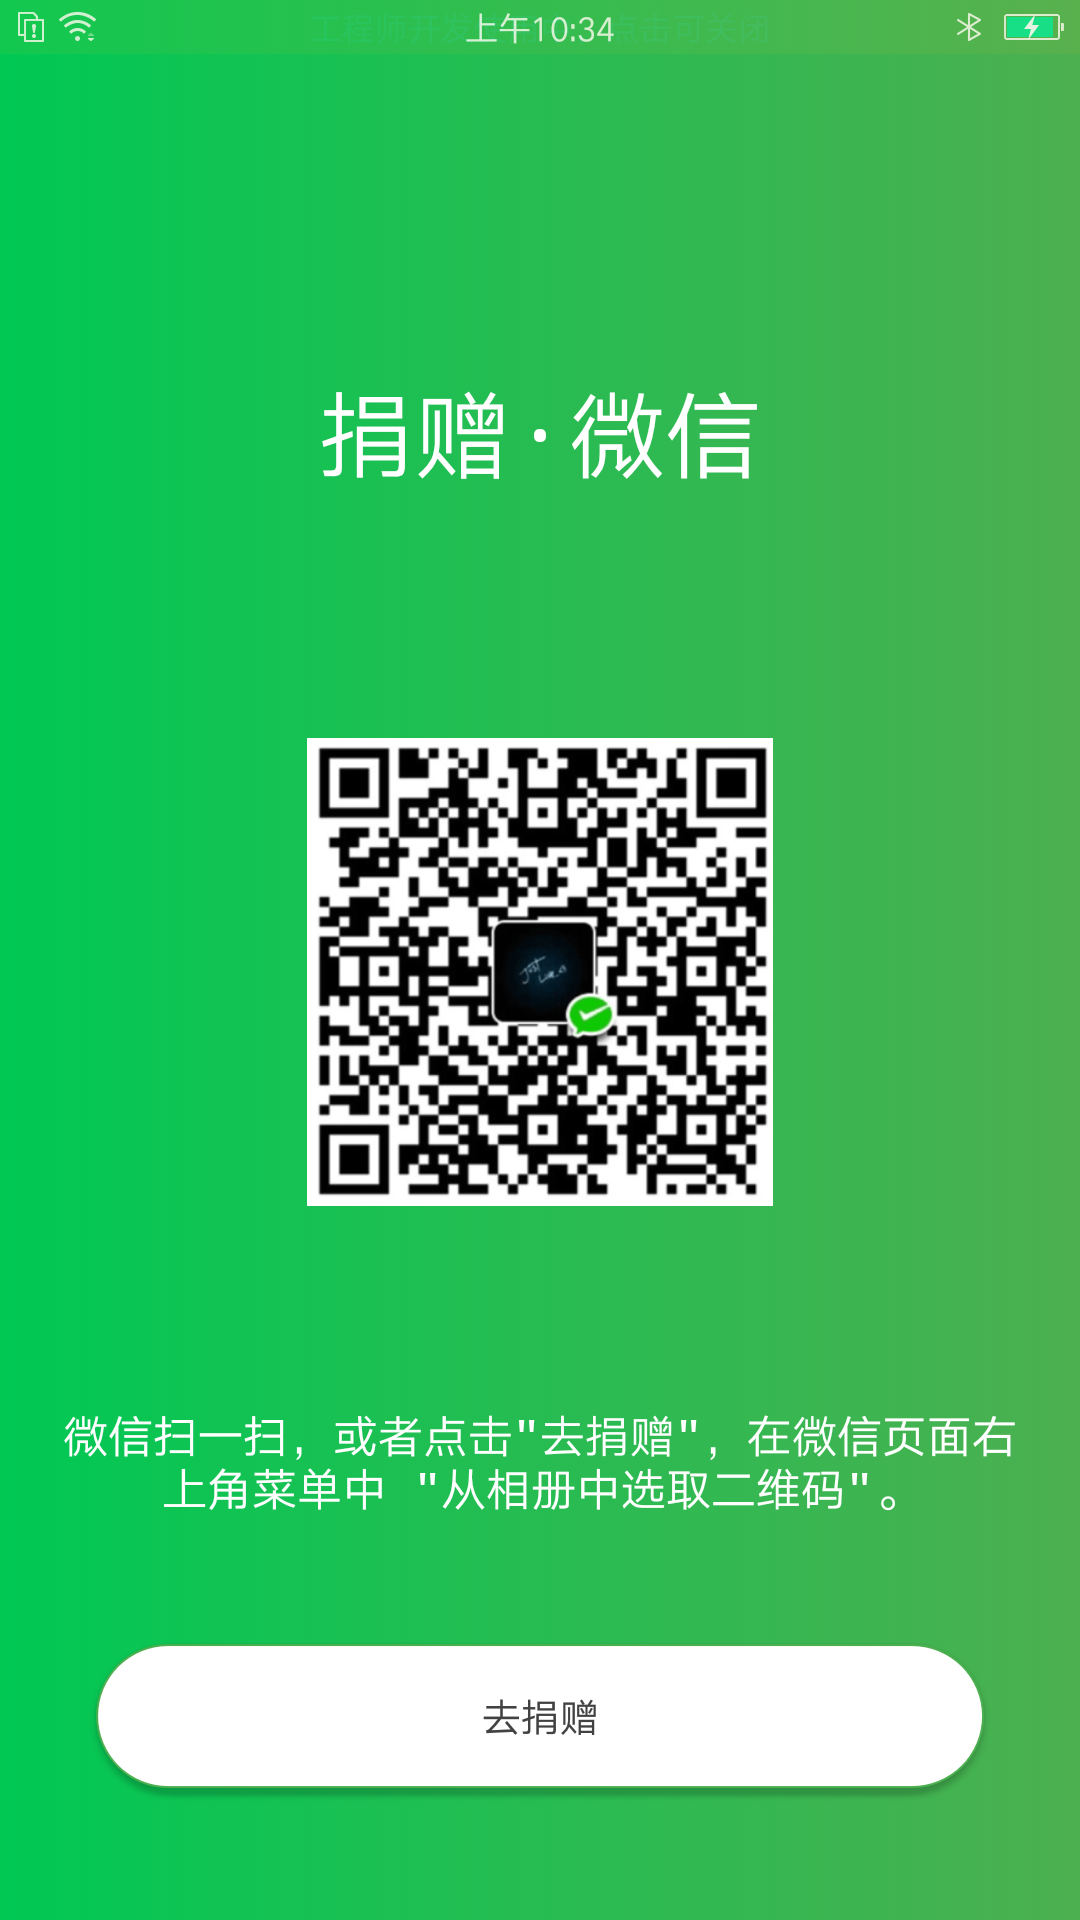 上午10:34
捐赠·微信
微信扫一扫，或者点击"去捐赠"，在微信页面右
上角菜单中 "从相册中选取二维码"。
去捐赠